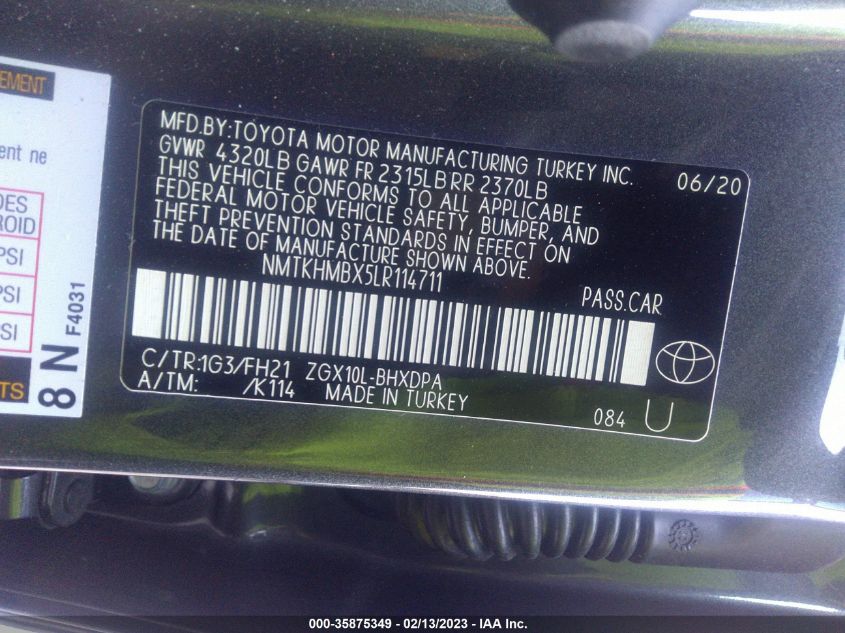 EMENT
ent ne
DES
ROID
PSI
PSI
SI
TS
8 N F4031
MFD.BY:TOYOTA MOTOR MANUFACTURING TURKEY INC. 06/20
GVWR 4320LB GAWR FR 2315LB RR 2370LB
THIS VEHICLE CONFORMS TO ALL APPLICABLE
FEDERAL MOTOR VEHICLE SAFETY, BUMPER, AND
THEFT PREVENTION STANDARDS IN EFFECT ON
THE DATE OF MANUFACTURE SHOWN ABOVE.
NMTKHMBX5LR114711
PASS.CAR
C/TR:1G3/FH21 ZGX10L-BHXDPA
A/TM: /K114 MADE IN TURKEY
084 U
000-35875349 - 02/13/2023 - IAA Inc.